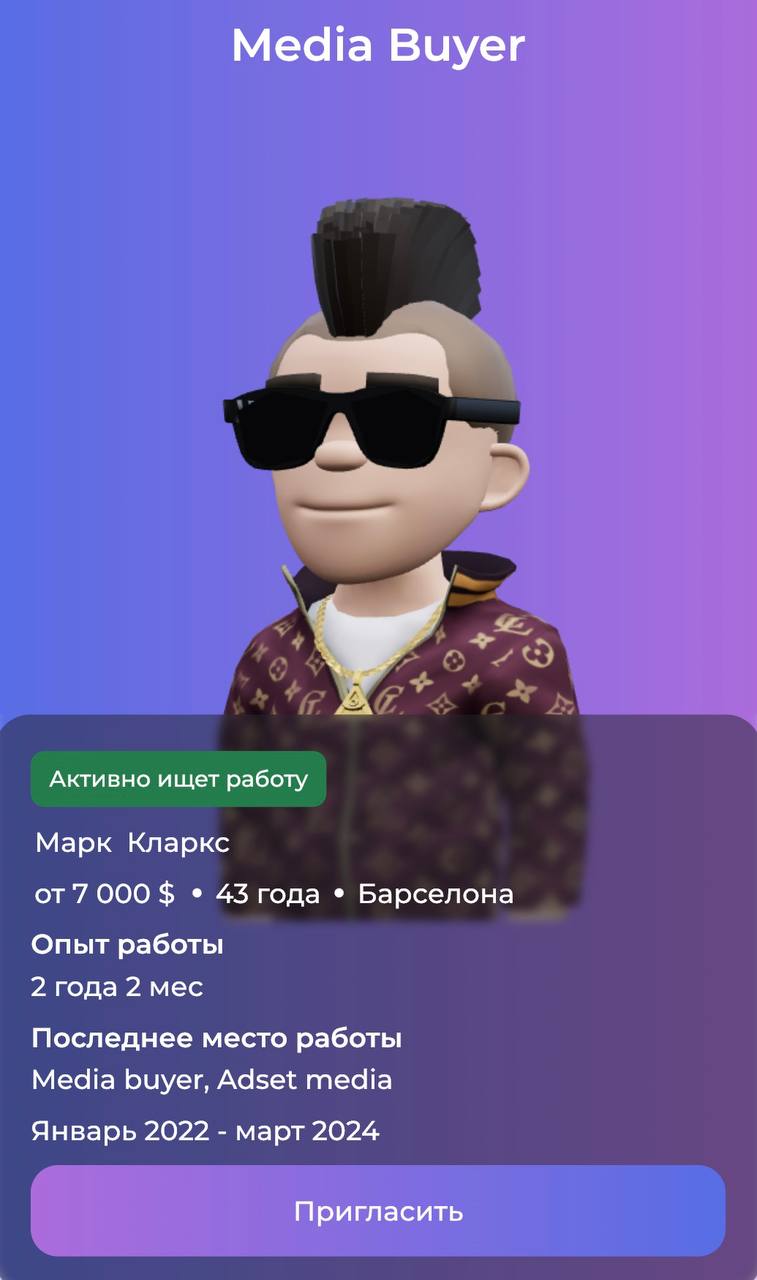 Media Buyer
Активно ищет работу
Марк Кларкс
от 7 000 $ • 43 года • Барселона
Опыт работы
2 года 2 мес
Последнее место работы
Media buyer, Adset media
Январь 2022 - март 2024
Пригласить